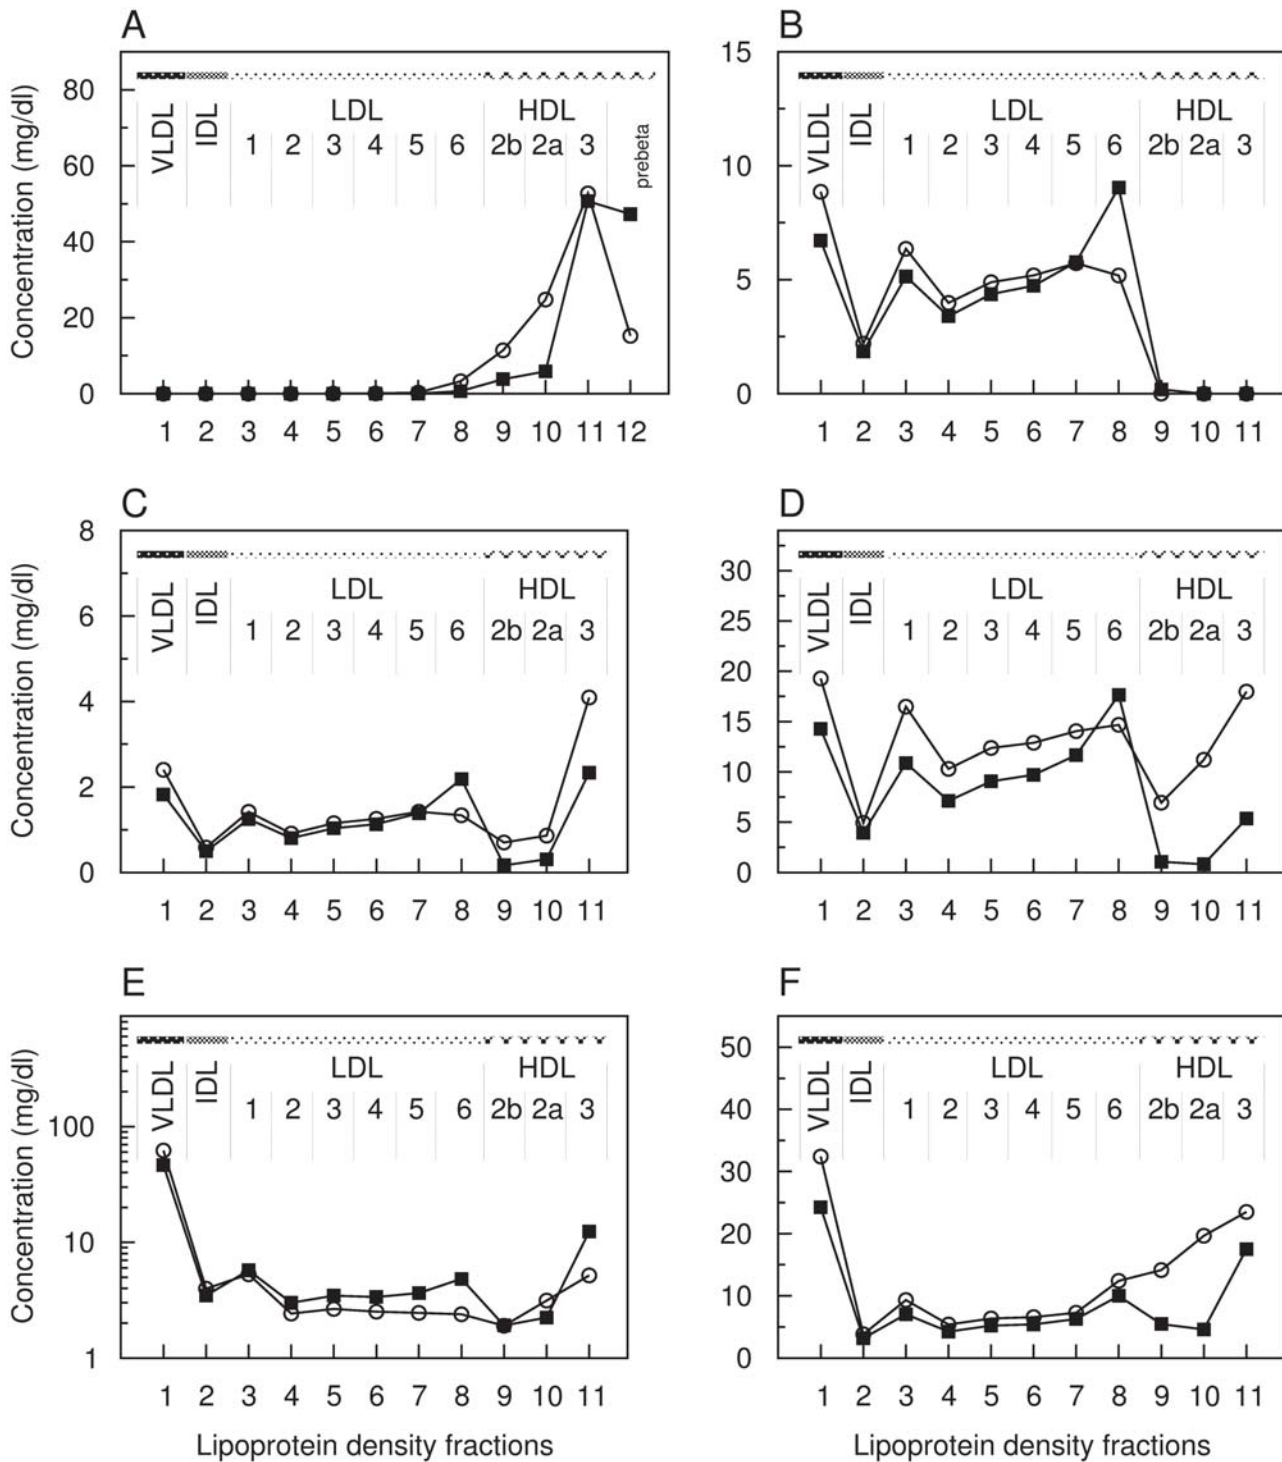 A
Concentration (mg/dl)
80
60
40
20
0
VLDL
IDL
LDL
HDL
1 2 3 4 5 6 2b 2a 3
prebeta
1 2 3 4 5 6 7 8 9 10 11 12
B
15
10
5
0
VLDL
IDL
LDL
HDL
1 2 3 4 5 6 2b 2a 3
1 2 3 4 5 6 7 8 9 10 11
C
Concentration (mg/dl)
8
6
4
2
0
VLDL
IDL
LDL
HDL
1 2 3 4 5 6 2b 2a 3
1 2 3 4 5 6 7 8 9 10 11
D
30
25
20
15
10
5
0
VLDL
IDL
LDL
HDL
1 2 3 4 5 6 2b 2a 3
1 2 3 4 5 6 7 8 9 10 11
E
Concentration (mg/dl)
100
10
1
VLDL
IDL
LDL
HDL
1 2 3 4 5 6 2b 2a 3
1 2 3 4 5 6 7 8 9 10 11
Lipoprotein density fractions
F
50
40
30
20
10
0
VLDL
IDL
LDL
HDL
1 2 3 4 5 6 2b 2a 3
1 2 3 4 5 6 7 8 9 10 11
Lipoprotein density fractions